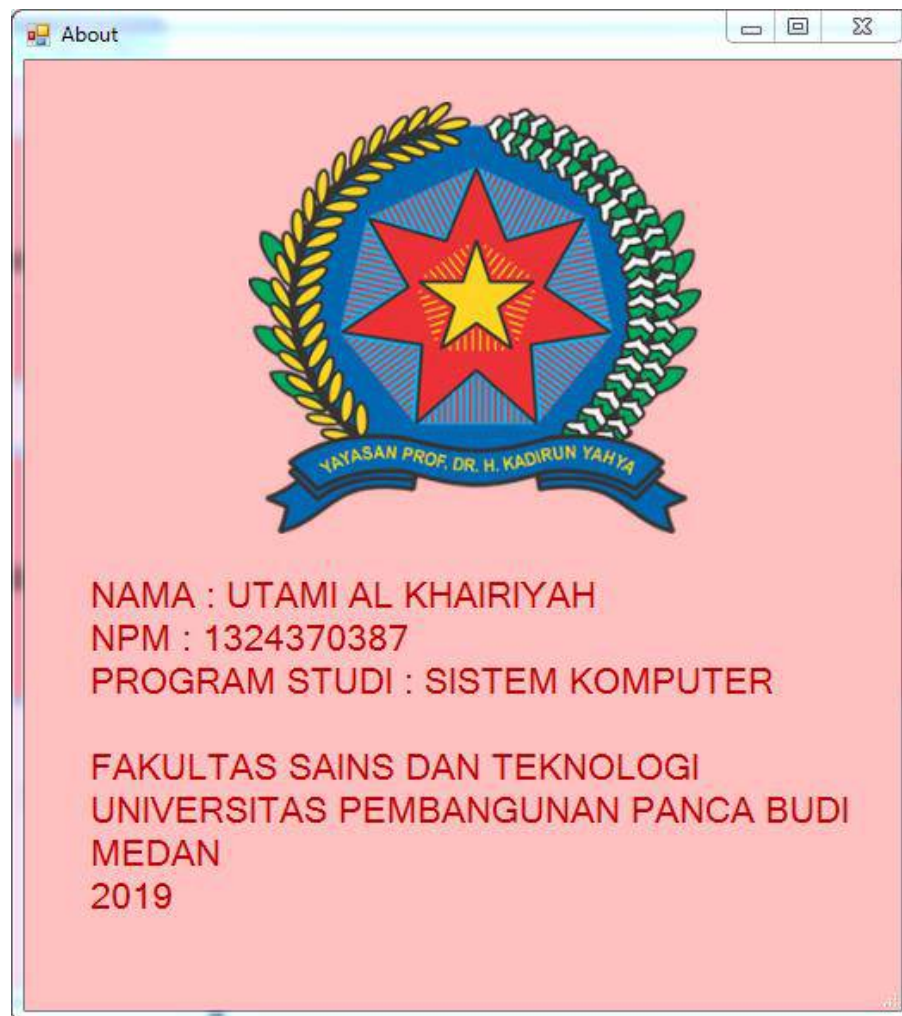 About
YAYASAN PROF. DR. H. KADIRUN YAHYA
NAMA : UTAMI AL KHAIRIYAH
NPM : 1324370387
PROGRAM STUDI : SISTEM KOMPUTER
FAKULTAS SAINS DAN TEKNOLOGI
UNIVERSITAS PEMBANGUNAN PANCA BUDI
MEDAN
2019